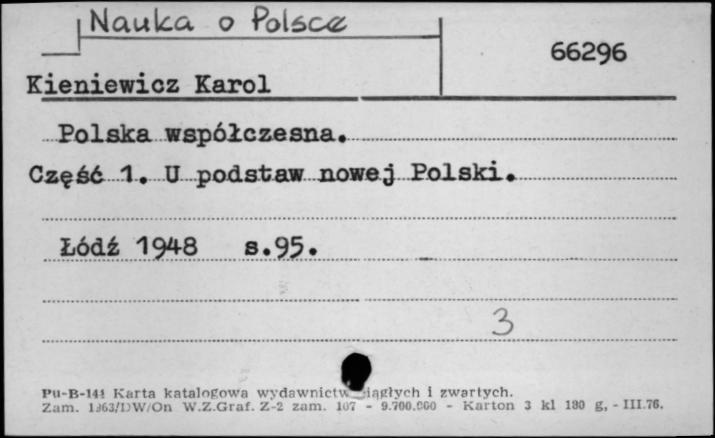 Nauka o Polsce
66296
Kieniewicz Karol
Polska współczesna.
Część 1. U podstaw nowej Polski.
Łódź 1948 s.95.
3
Pu-B-144 Karta katalogowa wydawnictw ciągłych i zwartych.
Zam. 1363/DW/On W.Z.Graf. Z-2 zam. 107 - 9.700.000 - Karton 3 kl 180 g, - III.76.